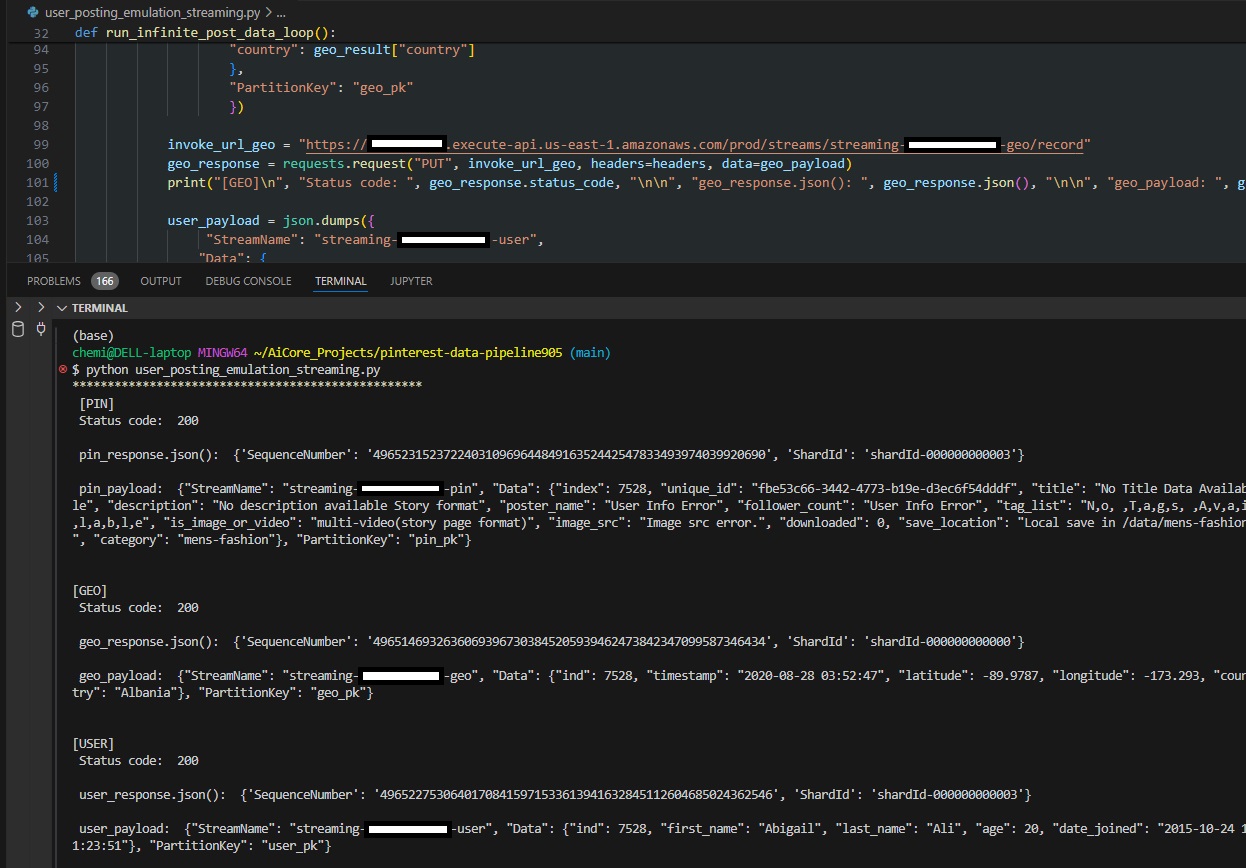 user_posting_emulation_streaming.py > ...
32 def run_infinite_post_data_loop():
94 "country": geo_result["country"]
95 },
96 "PartitionKey": "geo_pk"
97 })
98
99 invoke_url_geo = "https:// .execute-api.us-east-1.amazonaws.com/prod/streams/streaming- -geo/record"
100 geo_response = requests.request("PUT", invoke_url_geo, headers=headers, data=geo_payload)
101 print("[GEO]\n", "Status code: ", geo_response.status_code, "\n\n", "geo_response.json(): ", geo_response.json(), "\n\n", "geo_payload: ", g
102
103 user_payload = json.dumps({
104 "StreamName": "streaming- -user",
105 "Data": {
PROBLEMS 166 OUTPUT DEBUG CONSOLE TERMINAL JUPYTER
TERMINAL
(base)
chemi@DELL-laptop MINGW64 ~/AiCore_Projects/pinterest-data-pipeline905 (main)
$ python user_posting_emulation_streaming.py
**************************************************
[PIN]
Status code: 200
pin_response.json(): {'SequenceNumber': '49652315237224031096964484916352442547833493974039920690', 'ShardId': 'shardId-000000000003'}
pin_payload: {"StreamName": "streaming- -pin", "Data": {"index": 7528, "unique_id": "fbe53c66-3442-4773-b19e-d3ec6f54dddf", "title": "No Title Data Availab
le", "description": "No description available Story format", "poster_name": "User Info Error", "follower_count": "User Info Error", "tag_list": "N,o, ,T,a,g,s, ,A,v,a,i
,l,a,b,l,e", "is_image_or_video": "multi-video(story page format)", "image_src": "Image src error.", "downloaded": 0, "save_location": "Local save in /data/mens-fashion
", "category": "mens-fashion"}, "PartitionKey": "pin_pk"}
[GEO]
Status code: 200
geo_response.json(): {'SequenceNumber': '49651469326360693967303845205939462473842347099587346434', 'ShardId': 'shardId-000000000000'}
geo_payload: {"StreamName": "streaming- -geo", "Data": {"ind": 7528, "timestamp": "2020-08-28 03:52:47", "latitude": -89.9787, "longitude": -173.293, "coun
try": "Albania"}, "PartitionKey": "geo_pk"}
[USER]
Status code: 200
user_response.json(): {'SequenceNumber': '49652275306401708415971533613941632845112604685024362546', 'ShardId': 'shardId-000000000003'}
user_payload: {"StreamName": "streaming- -user", "Data": {"ind": 7528, "first_name": "Abigail", "last_name": "Ali", "age": 20, "date_joined": "2015-10-24 1
1:23:51"}, "PartitionKey": "user_pk"}